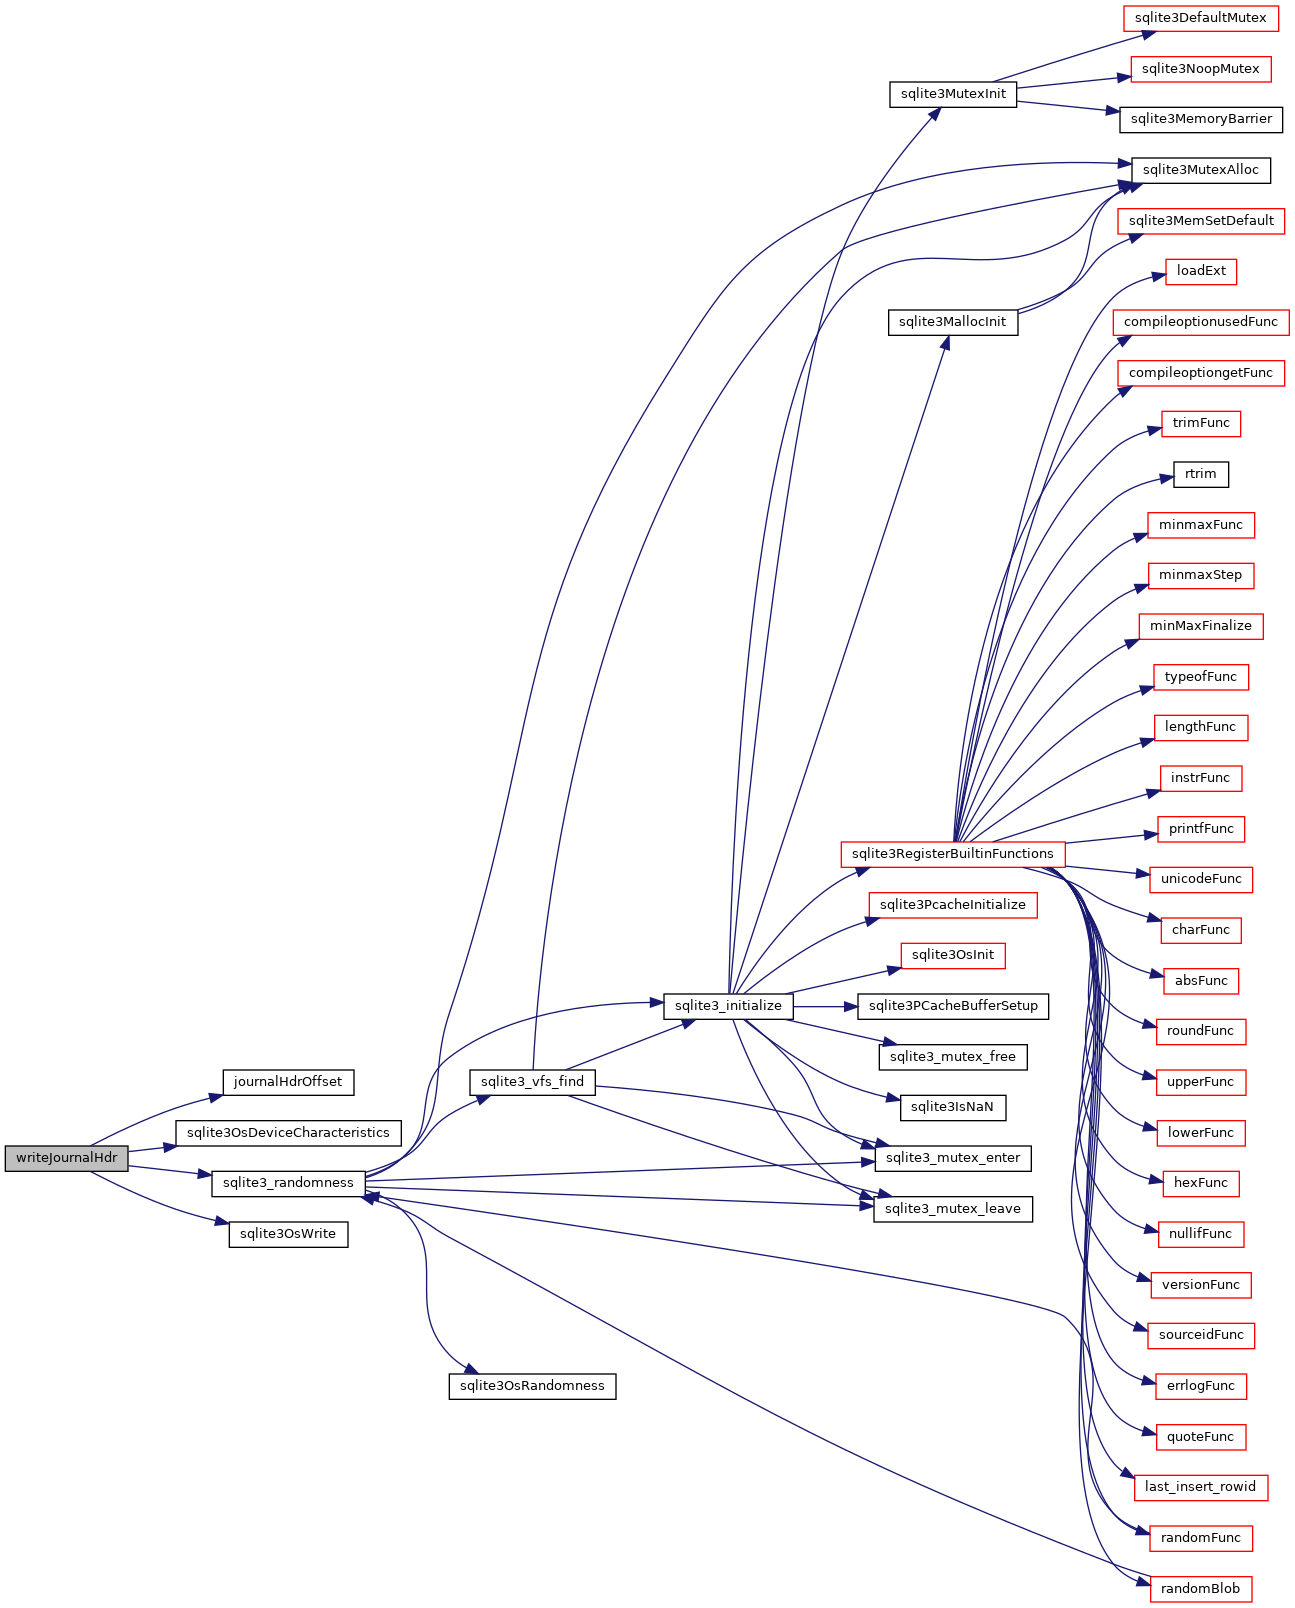 sqlite3DefaultMutex
sqlite3NoopMutex
sqlite3MutexInit
sqlite3MemoryBarrier
sqlite3MutexAlloc
sqlite3MemSetDefault
loadExt
sqlite3MallocInit
compileoptionusedFunc
compileoptiongetFunc
trimFunc
rtrim
minmaxFunc
minmaxStep
minMaxFinalize
typeofFunc
lengthFunc
instrFunc
printfFunc
sqlite3RegisterBuiltinFunctions
unicodeFunc
sqlite3PcacheInitialize
charFunc
sqlite3OsInit
absFunc
sqlite3_initialize
sqlite3PCacheBufferSetup
roundFunc
sqlite3_mutex_free
journalHdrOffset
sqlite3_vfs_find
upperFunc
sqlite3IsNaN
sqlite3OsDeviceCharacteristics
lowerFunc
writeJournalHdr
sqlite3_mutex_enter
sqlite3_randomness
hexFunc
sqlite3_mutex_leave
sqlite3OsWrite
nullifFunc
versionFunc
sourceidFunc
sqlite3OsRandomness
errlogFunc
quoteFunc
last_insert_rowid
randomFunc
randomBlob